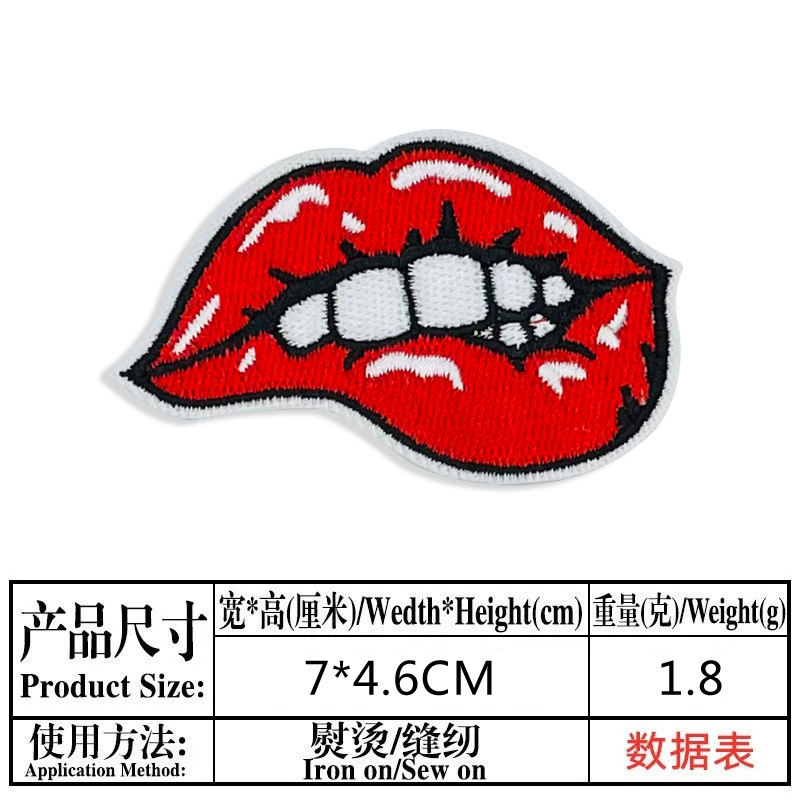 产品尺寸
Product Size:
宽*高(厘米)/Wedth*Height(cm)
重量(克)/Weight(g)
7*4.6CM
1.8
使用方法:
Application Method:
熨烫/缝纫
Iron on/Sew on
数据表